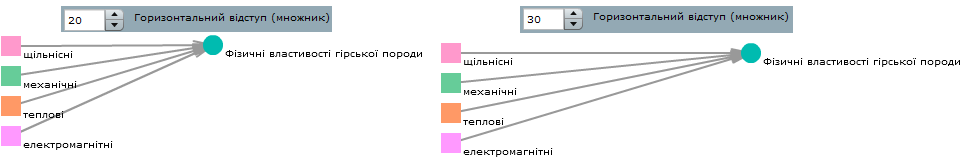 20 Горизонтальний відступ (множник)
щільнісні
Фізичні властивості гірської породи
механічні
теплові
електромагнітні
30 Горизонтальний відступ (множник)
щільнісні
Фізичні властивості гірської породи
механічні
теплові
електромагнітні